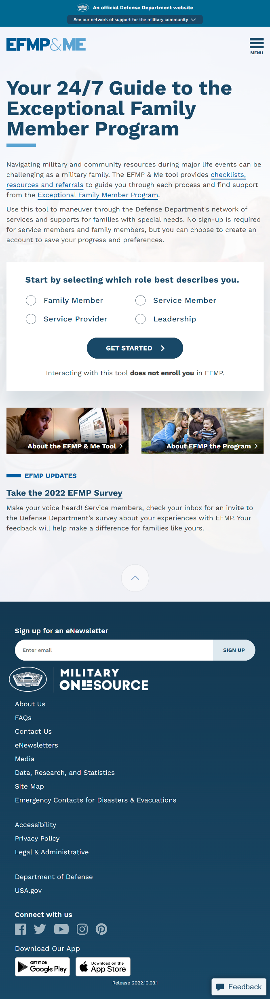 An official Defense Department website
See our network of support for the military community
EFMP&ME
MENU
Your 24/7 Guide to the
Exceptional Family
Member Program
Navigating military and community resources during major life events can be
challenging as a military family. The EFMP & Me tool provides checklists,
resources and referrals to guide you through each process and find support
from the Exceptional Family Member Program.
Use this tool to maneuver through the Defense Department's network of
services and supports for families with special needs. No sign-up is required
for service members and family members, but you can choose to create an
account to save your progress and preferences.
Start by selecting which role best describes you.
Family Member
Service Member
Service Provider
Leadership
GET STARTED
Interacting with this tool does not enroll you in EFMP.
About the EFMP & Me Tool
About EFMP the Program
EFMP UPDATES
Take the 2022 EFMP Survey
Make your voice heard! Service members, check your inbox for an invite to
the Defense Department’s survey about your experiences with EFMP. Your
feedback will help make a difference for families like yours.
Sign up for an eNewsletter
Enter email
SIGN UP
MILITARY
ONESOURCE
About Us
FAQs
Contact Us
eNewsletters
Media
Data, Research, and Statistics
Site Map
Emergency Contacts for Disasters & Evacuations
Accessibility
Privacy Policy
Legal & Administrative
Department of Defense
USA.gov
Connect with us
Download Our App
GET IT ON
Google Play
Download on the
App Store
Release 2022.10.03.1
Feedback